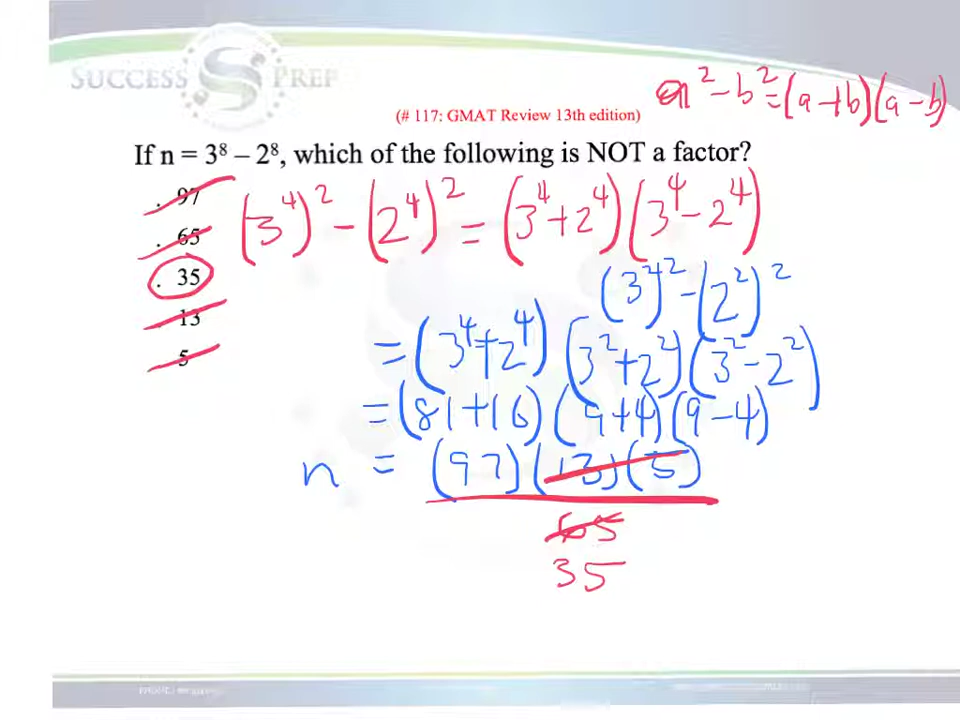 SUCCESS PREP
a² – b² = (a+b)(a–b)
(# 117: GMAT Review 13th edition)
If n = 3⁸ – 2⁸, which of the following is NOT a factor?
. 97
(3⁴)² – (2⁴)² = (3⁴+2⁴)(3⁴–2⁴)
. 65
. 35
(3²)² – (2²)²
. 13
= (3⁴+2⁴)(3²+2²)(3²–2²)
. 5
= (81+16)(9+4)(9–4)
n = (97)(13)(5)
65
35